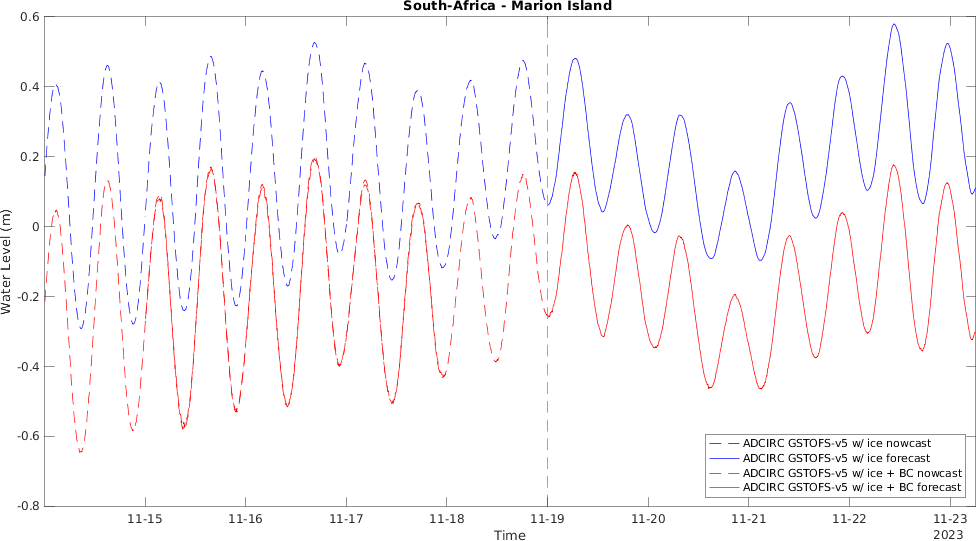 South-Africa - Marion Island
0.6
0.4
0.2
0
-0.2
-0.4
-0.6
-0.8
Water Level (m)
ADCIRC GSTOFS-v5 w/ ice nowcast
ADCIRC GSTOFS-v5 w/ ice forecast
ADCIRC GSTOFS-v5 w/ ice + BC nowcast
ADCIRC GSTOFS-v5 w/ ice + BC forecast
11-15 11-16 11-17 11-18 11-19 11-20 11-21 11-22 11-23
2023
Time